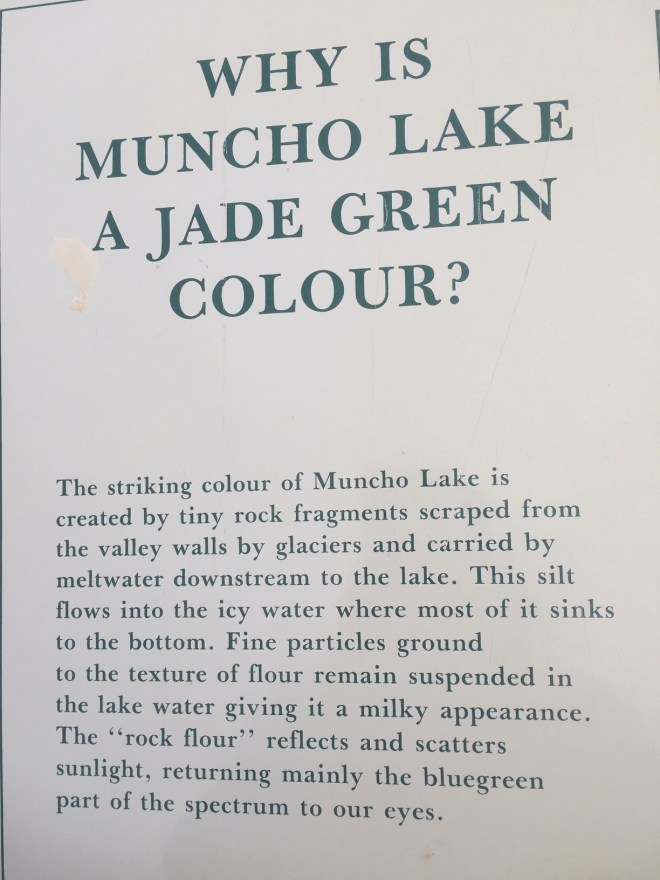 WHY IS
MUNCHO LAKE
A JADE GREEN
COLOUR?
The striking colour of Muncho Lake is
created by tiny rock fragments scraped from
the valley walls by glaciers and carried by
meltwater downstream to the lake. This silt
flows into the icy water where most of it sinks
to the bottom. Fine particles ground
to the texture of flour remain suspended in
the lake water giving it a milky appearance.
The “rock flour” reflects and scatters
sunlight, returning mainly the bluegreen
part of the spectrum to our eyes.